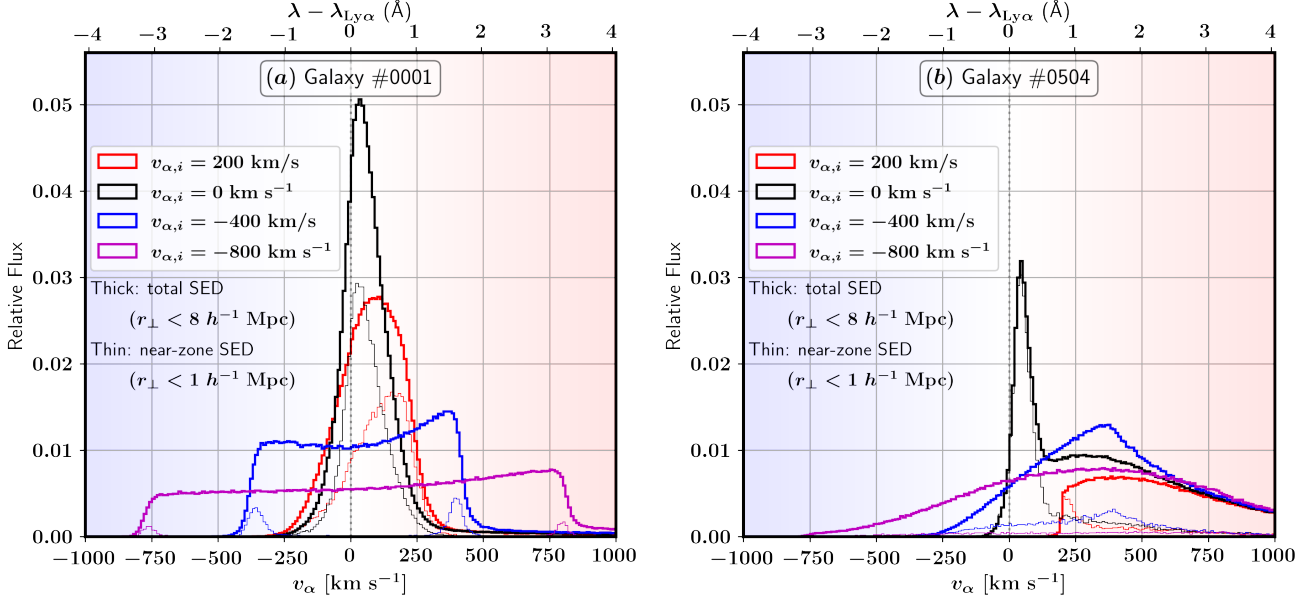 λ − λLyα (Å)
−4 −3 −2 −1 0 1 2 3 4
(a) Galaxy #0001
0.05
0.04
0.03
0.02
0.01
0.00
Relative Flux
vα,i = 200 km/s
vα,i = 0 km s−1
vα,i = −400 km/s
vα,i = −800 km s−1
Thick: total SED
(r⊥ < 8 h−1 Mpc)
Thin: near-zone SED
(r⊥ < 1 h−1 Mpc)
−1000 −750 −500 −250 0 250 500 750 1000
vα [km s−1]
λ − λLyα (Å)
−4 −3 −2 −1 0 1 2 3 4
(b) Galaxy #0504
0.05
0.04
0.03
0.02
0.01
0.00
Relative Flux
vα,i = 200 km/s
vα,i = 0 km s−1
vα,i = −400 km/s
vα,i = −800 km s−1
Thick: total SED
(r⊥ < 8 h−1 Mpc)
Thin: near-zone SED
(r⊥ < 1 h−1 Mpc)
−1000 −750 −500 −250 0 250 500 750 1000
vα [km s−1]